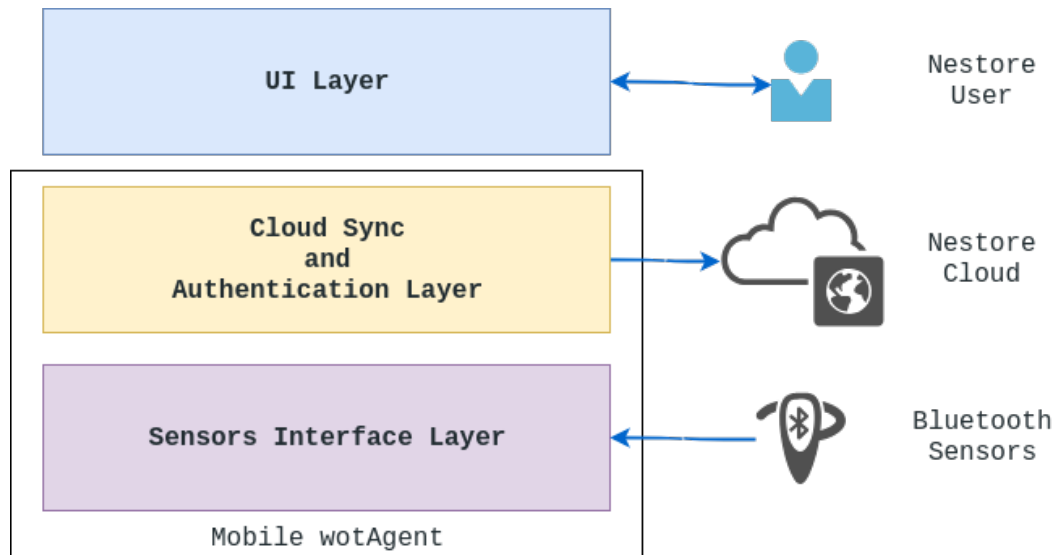 UI Layer
Nestore
User
Cloud Sync
and
Authentication Layer
Nestore
Cloud
Sensors Interface Layer
Bluetooth
Sensors
Mobile wotAgent